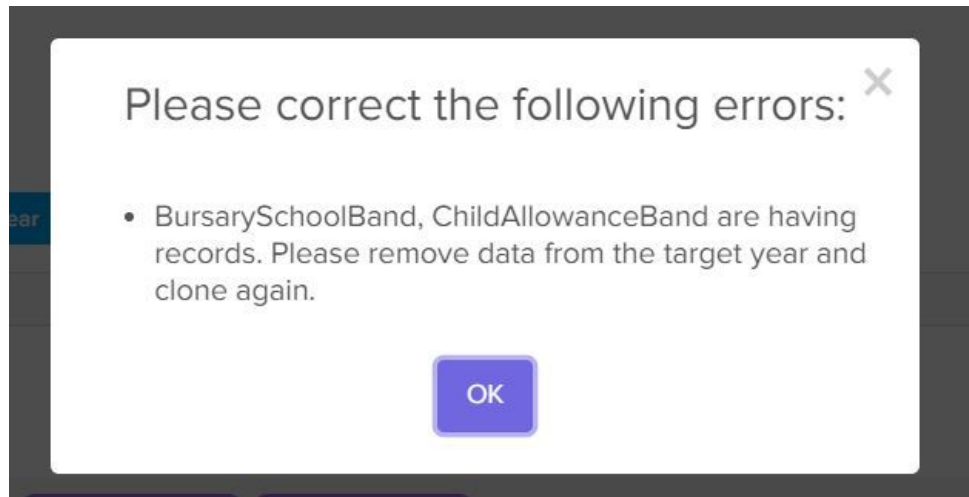 Please correct the following errors:
ear
• BursarySchoolBand, ChildAllowanceBand are having
records. Please remove data from the target year and
clone again.
OK